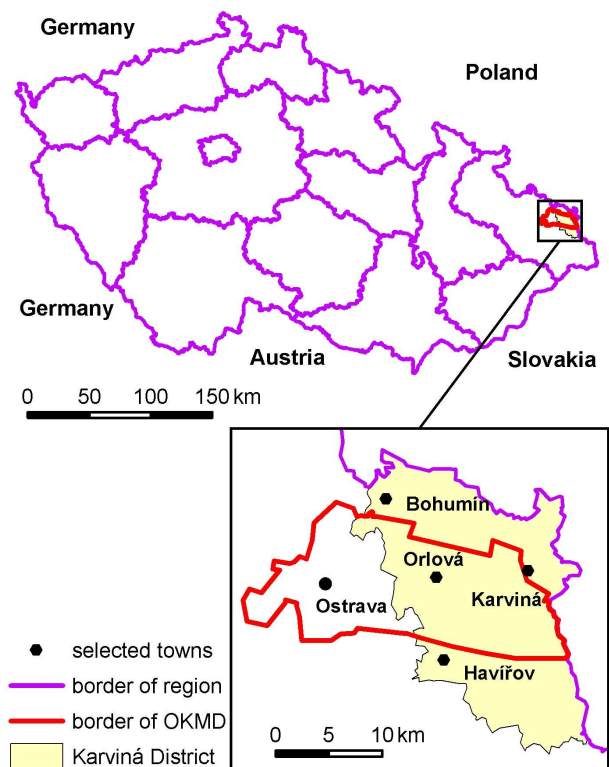 Germany
Poland
Germany
Austria
Slovakia
0 50 100 150 km
Bohumín
Orlová
Ostrava
Karviná
Havířov
selected towns
border of region
border of OKMD
Karviná District
0 5 10 km